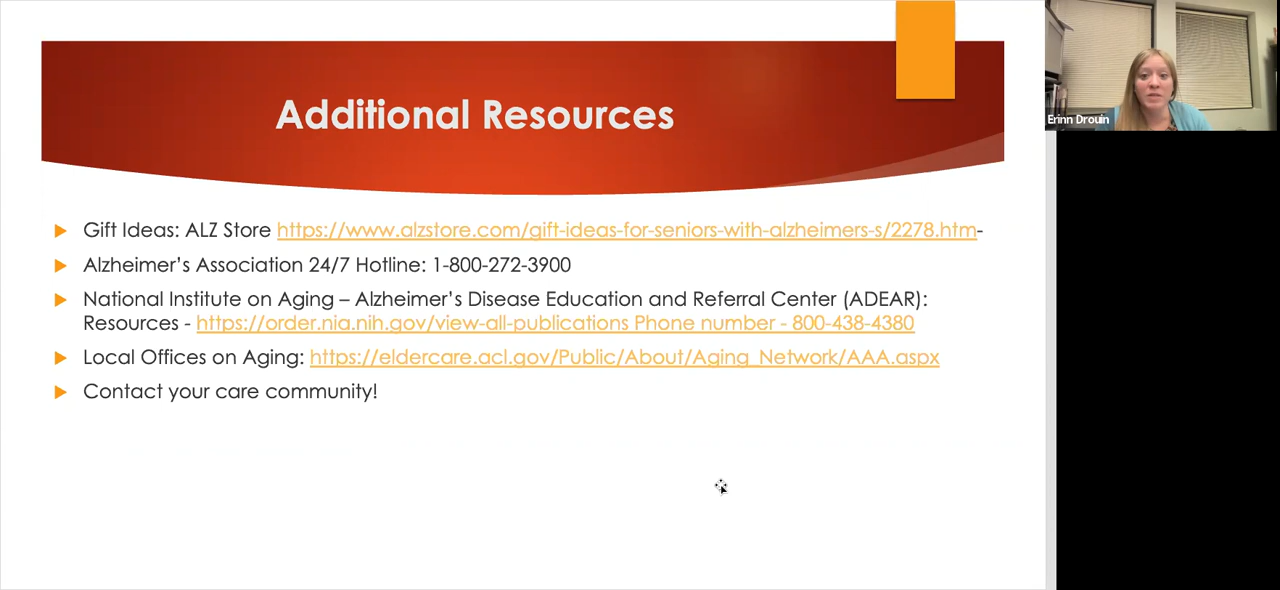 Additional Resources
Gift Ideas: ALZ Store https://www.alzstore.com/gift-ideas-for-seniors-with-alzheimers-s/2278.htm-
Alzheimer’s Association 24/7 Hotline: 1-800-272-3900
National Institute on Aging – Alzheimer’s Disease Education and Referral Center (ADEAR):
Resources - https://order.nia.nih.gov/view-all-publications Phone number - 800-438-4380
Local Offices on Aging: https://eldercare.acl.gov/Public/About/Aging_Network/AAA.aspx
Contact your care community!
Erinn Drouin